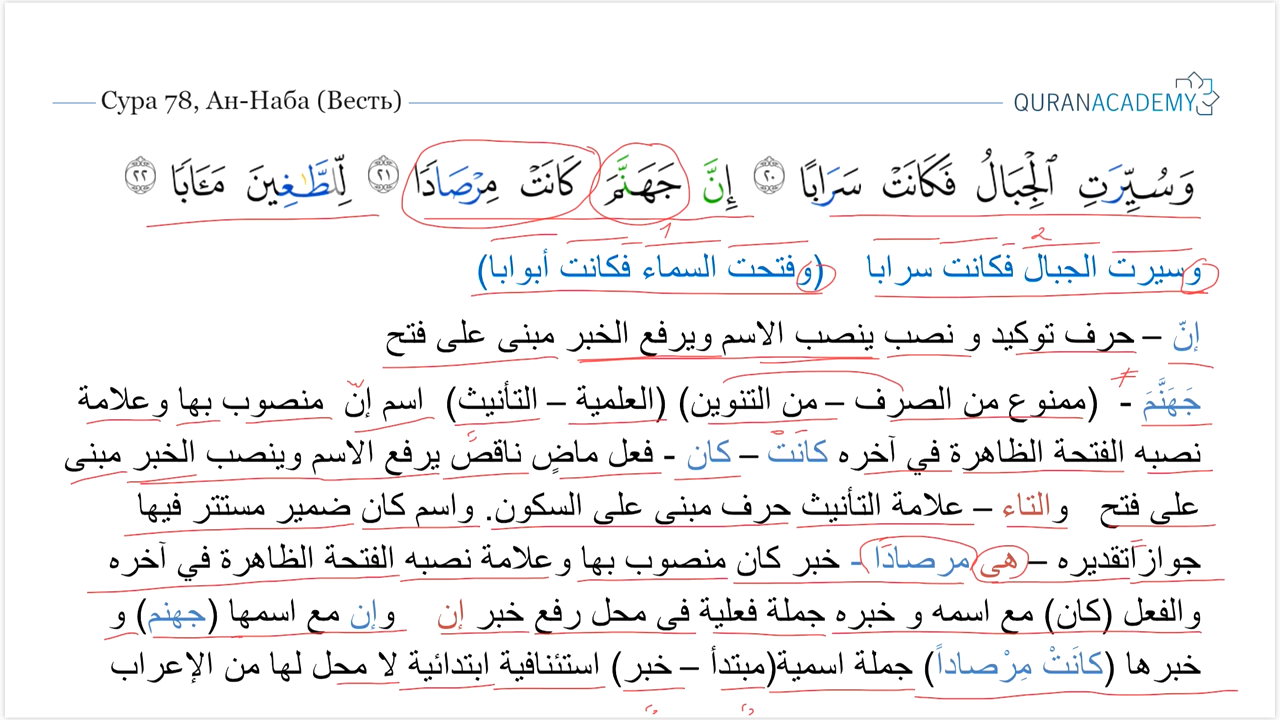 Сура 78, Ан-Наба (Весть)
QURANACADEMY
وَسُيِّرَتِ ٱلْجِبَالُ فَكَانَتْ سَرَابًا ٢٠ إِنَّ جَهَنَّمَ كَانَتْ مِرْصَادًا ٢١ لِّلطَّٰغِينَ مَـَٔابًا ٢٢
1 2
وسيرت الجبال فكانت سرابا (وفتحت السماء فكانت أبوابا)
إنّ – حرف توكيد و نصب ينصب الاسم ويرفع الخبر مبنى على فتح
جَهَنَّمَ - (ممنوع من الصرف – من التنوين) (العلمية – التأنيث) اسم إنّ منصوب بها وعلامة
نصبه الفتحة الظاهرة في آخره كانتْ – كان - فعل ماضٍ ناقصٌ يرفع الاسم وينصب الخبر مبنى
على فتح والتاء – علامة التأنيث حرف مبنى على السكون. واسم كان ضمير مستتر فيها
جوازا تقديره – هى مرصادًا - خبر كان منصوب بها وعلامة نصبه الفتحة الظاهرة في آخره
والفعل (كان) مع اسمه و خبره جملة فعلية فى محل رفع خبر إن وإن مع اسمها (جهنم) و
خبرها (كانَتْ مِرْصاداً) جملة اسمية(مبتدأ – خبر) استئنافية ابتدائية لا محل لها من الإعراب